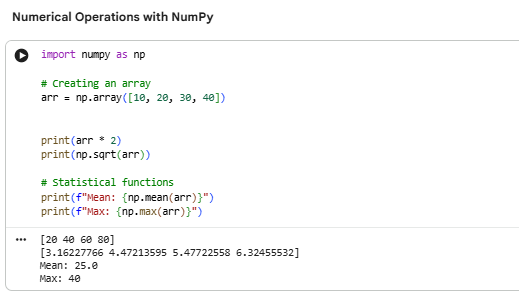 Numerical Operations with NumPy
import numpy as np
# Creating an array
arr = np.array([10, 20, 30, 40])
print(arr * 2)
print(np.sqrt(arr))
# Statistical functions
print(f"Mean: {np.mean(arr)}")
print(f"Max: {np.max(arr)}")
[20 40 60 80]
[3.16227766 4.47213595 5.47722558 6.32455532]
Mean: 25.0
Max: 40